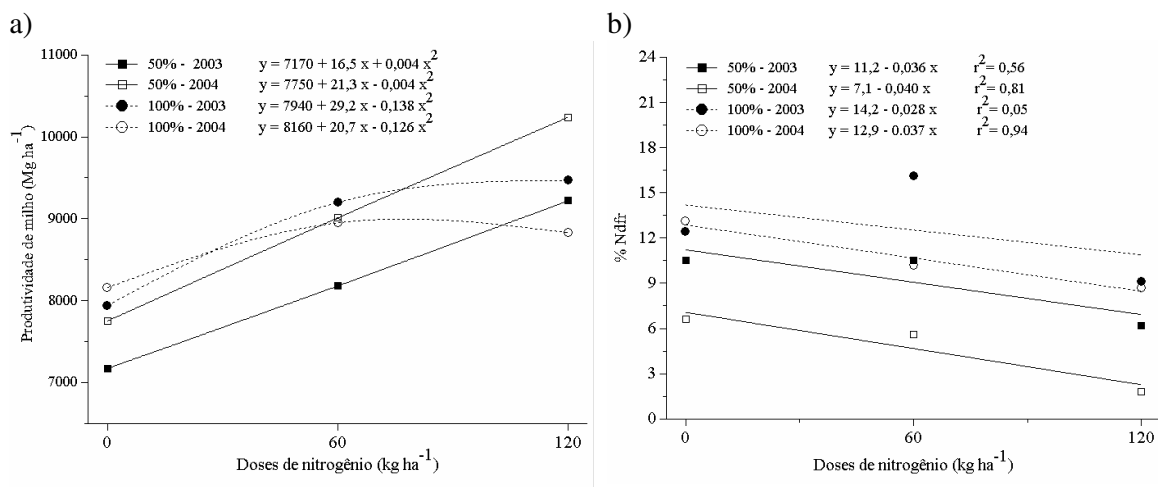 a)
11000
10000
9000
8000
7000
Produtividade de milho (Mg ha-1)
50% - 2003 y = 7170 + 16,5 x + 0,004 x2
50% - 2004 y = 7750 + 21,3 x - 0,004 x2
100% - 2003 y = 7940 + 29,2 x - 0,138 x2
100% - 2004 y = 8160 + 20,7 x - 0,126 x2
0 60 120
Doses de nitrogênio (kg ha-1)
b)
24
21
18
15
12
9
6
3
0
% Ndfr
50% - 2003 y = 11,2 - 0,036 x r2= 0,56
50% - 2004 y = 7,1 - 0,040 x r2= 0,81
100% - 2003 y = 14,2 - 0,028 x r2= 0,05
100% - 2004 y = 12,9 - 0.037 x r2= 0,94
0 60 120
Doses de nitrogênio (kg ha-1)